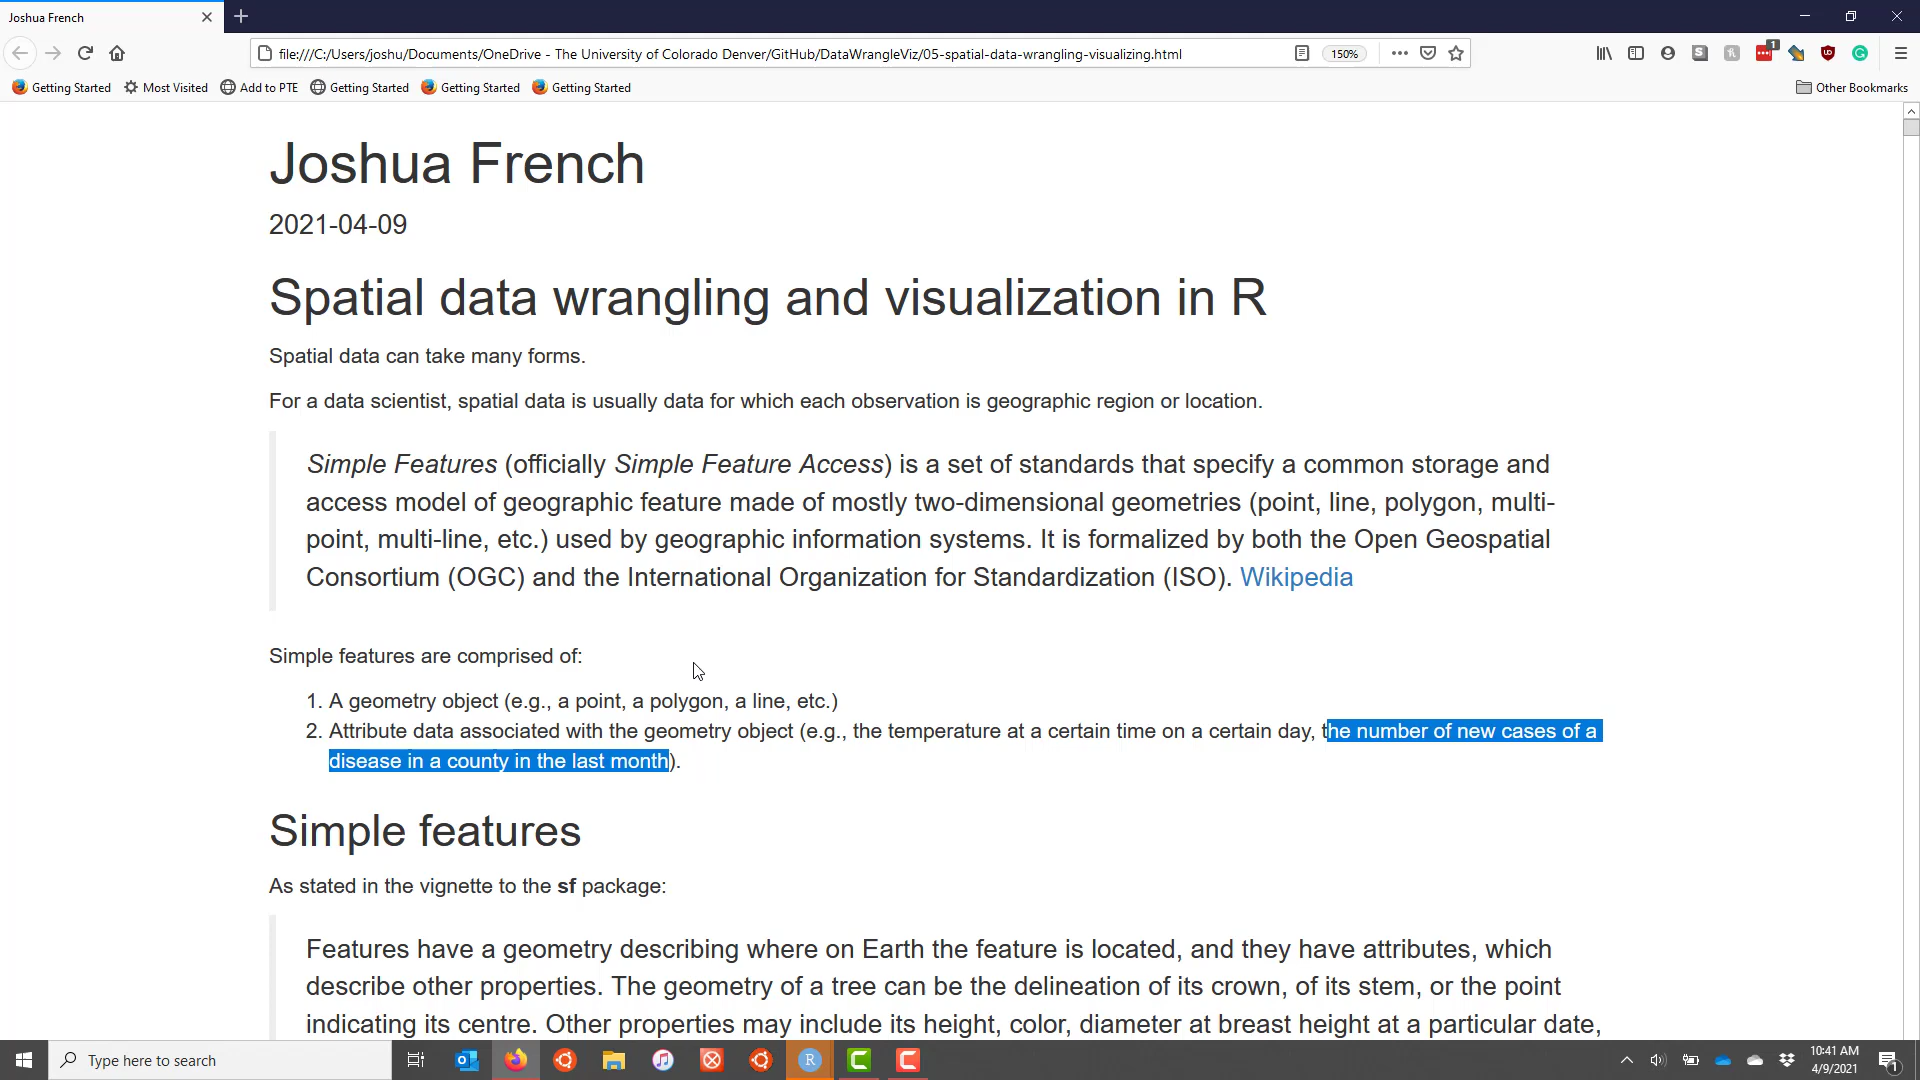 Joshua French
file:///C:/Users/joshu/Documents/OneDrive - The University of Colorado Denver/GitHub/DataWrangleViz/05-spatial-data-wrangling-visualizing.html
150%
1
Getting Started
Most Visited
Add to PTE
Getting Started
Getting Started
Getting Started
Other Bookmarks
Joshua French
2021-04-09
Spatial data wrangling and visualization in R
Spatial data can take many forms.
For a data scientist, spatial data is usually data for which each observation is geographic region or location.
Simple Features (officially Simple Feature Access) is a set of standards that specify a common storage and
access model of geographic feature made of mostly two-dimensional geometries (point, line, polygon, multi-
point, multi-line, etc.) used by geographic information systems. It is formalized by both the Open Geospatial
Consortium (OGC) and the International Organization for Standardization (ISO). Wikipedia
Simple features are comprised of:
1. A geometry object (e.g., a point, a polygon, a line, etc.)
2. Attribute data associated with the geometry object (e.g., the temperature at a certain time on a certain day, the number of new cases of a
disease in a county in the last month).
Simple features
As stated in the vignette to the sf package:
Features have a geometry describing where on Earth the feature is located, and they have attributes, which
describe other properties. The geometry of a tree can be the delineation of its crown, of its stem, or the point
indicating its centre. Other properties may include its height, color, diameter at breast height at a particular date,
Type here to search
10:41 AM
4/9/2021
1